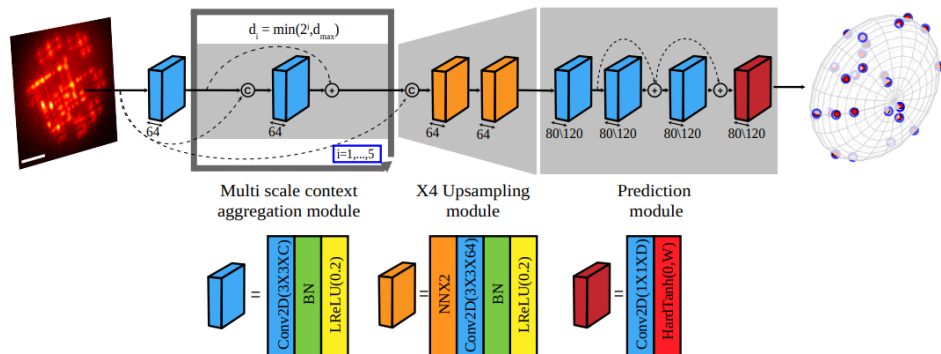 d_i = min(2^i,d_max)
C
+
C
+
+
64
64
64
64
80\120
80\120
80\120
80\120
i=1,...,5
Multi scale context
aggregation module
X4 Upsampling
module
Prediction
module
=
Conv2D(3X3XC)
BN
LReLU(0.2)
=
NNX2
Conv2D(3X3X64)
BN
LReLU(0.2)
=
Conv2D(1X1XD)
HardTanh(0,W)